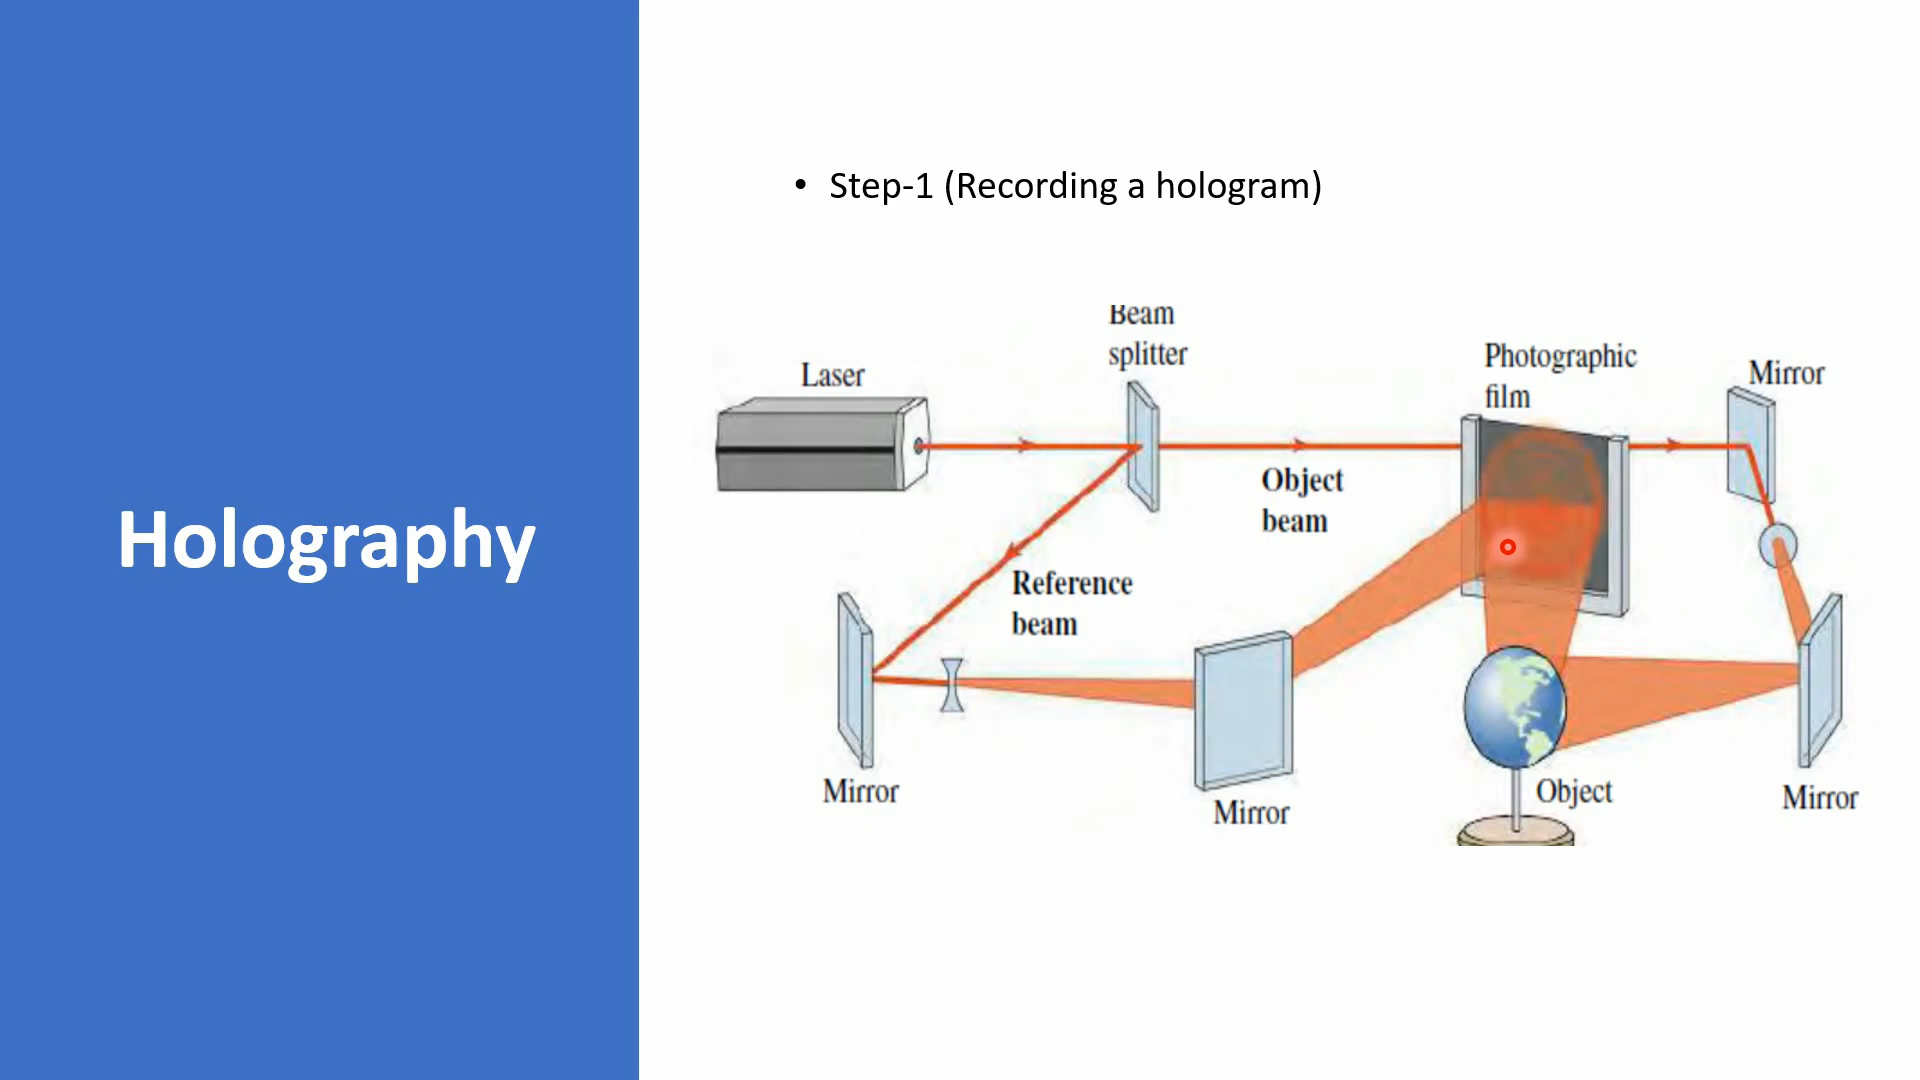 Holography
• Step-1 (Recording a hologram)
Beam
splitter
Laser
Photographic
film
Mirror
Object
beam
Reference
beam
Mirror
Mirror
Object
Mirror